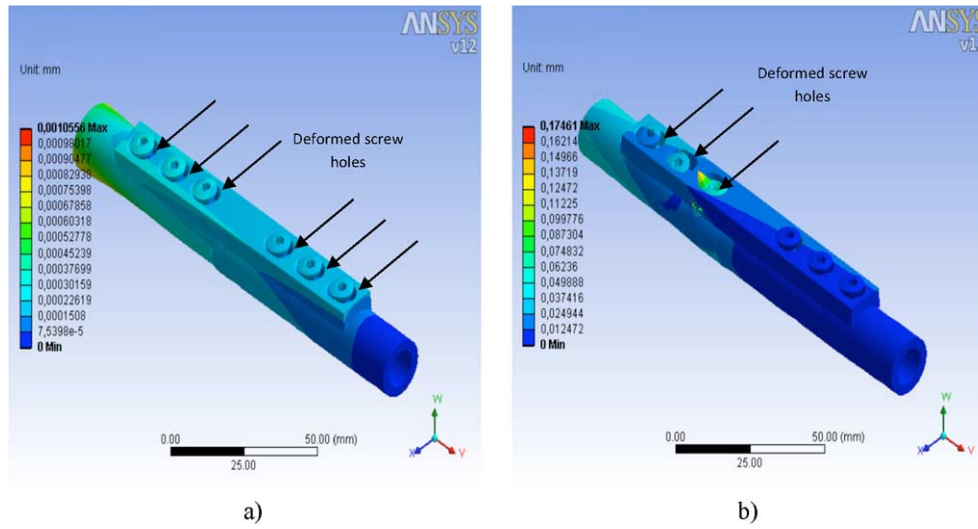 ANSYS
v12
Unit: mm
0,0010556 Max
0,00098017
0,00090477
0,00082938
0,00075398
0,00067858
0,00060318
0,00052778
0,00045239
0,00037699
0,00030159
0,00022619
0,0001508
7,5398e-5
0 Min
Deformed screw
holes
0.00
50.00 (mm)
25.00
W
X
V
a)
ANSYS
v1
Unit: mm
0,17461 Max
0,16214
0,14966
0,13719
0,12472
0,11225
0,099776
0,087304
0,074832
0,06236
0,049888
0,037416
0,024944
0,012472
0 Min
Deformed screw
holes
0.00
50.00 (mm)
25.00
W
X
V
b)